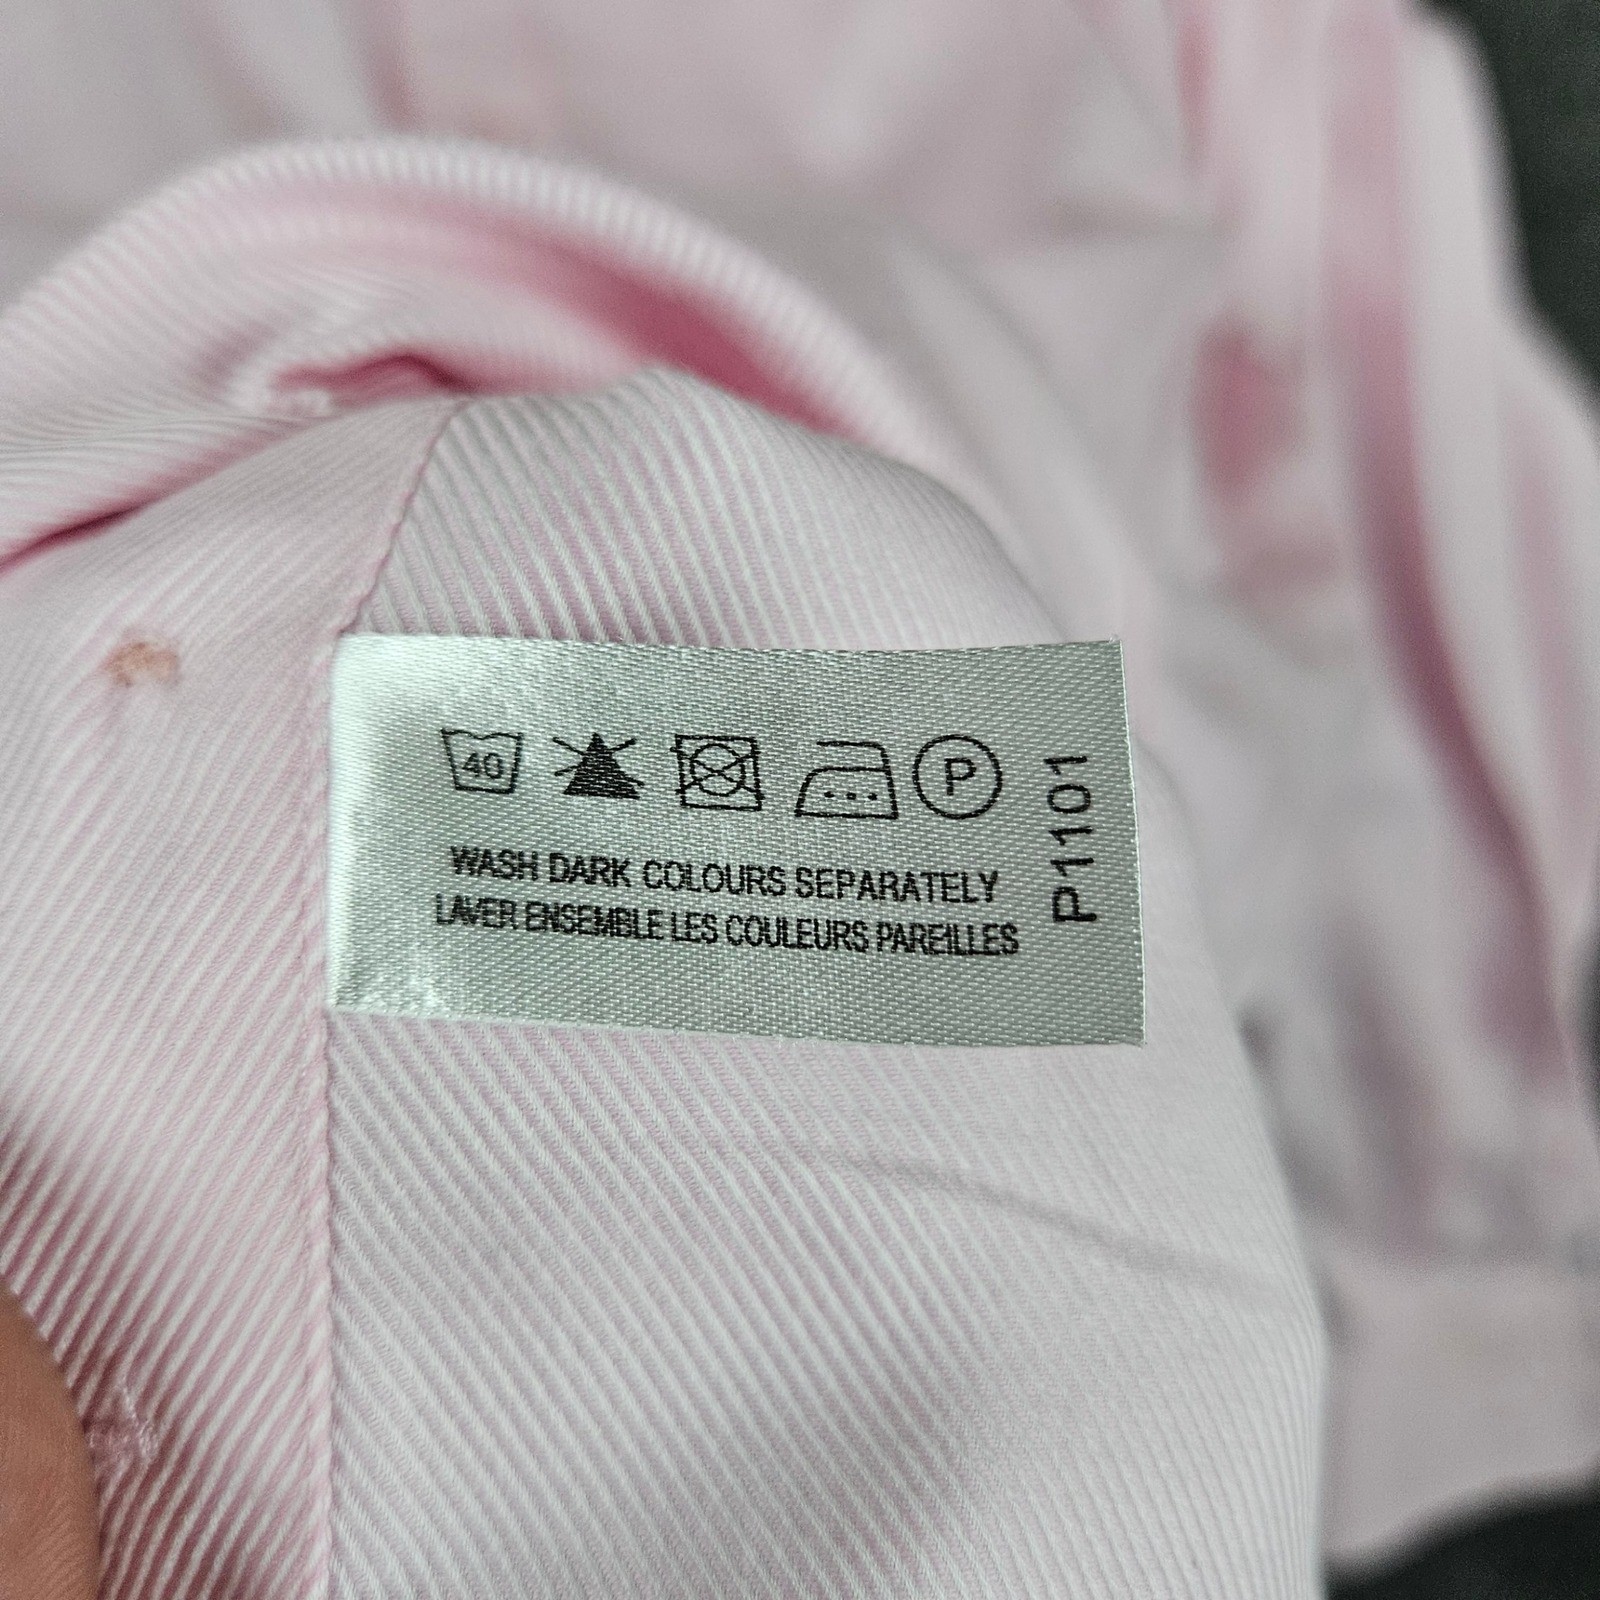 40
P
WASH DARK COLOURS SEPARATELY
LAVER ENSEMBLE LES COULEURS PAREILLES
P1101